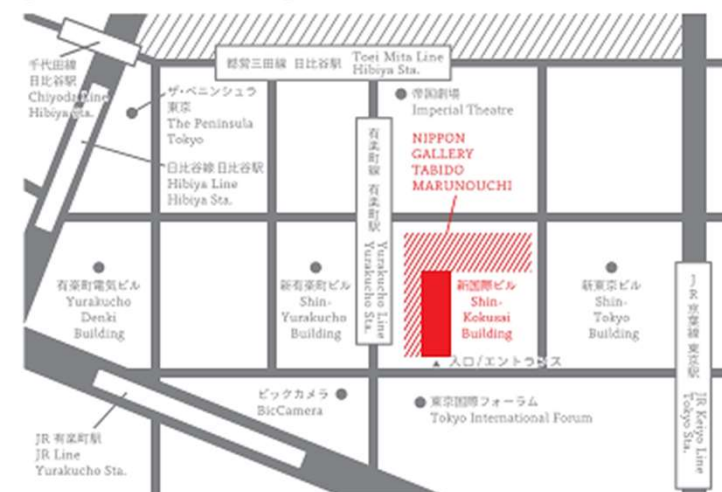 千代田線
日比谷駅
Chiyoda Line
Hibiya Sta.
都営三田線 日比谷駅 Toei Mita Line
Hibiya Sta.
ザ・ペニンシュラ
東京
The Peninsula
Tokyo
日比谷線 日比谷駅
Hibiya Line
Hibiya Sta.
帝国劇場
Imperial Theatre
有楽町線 有楽町駅
Yurakucho Line
Yurakucho Sta.
NIPPON
GALLERY
TABIDO
MARUNOUCHI
有楽町電気ビル
Yurakucho
Denki
Building
新有楽町ビル
Shin-
Yurakucho
Building
新国際ビル
Shin-
Kokusai
Building
新東京ビル
Shin-
Tokyo
Building
JR 京葉線 東京駅
JR Keiyo Line
Tokyo Sta.
▲ 入口/エントランス
ビックカメラ
BicCamera
東京国際フォーラム
Tokyo International Forum
JR 有楽町駅
JR Line
Yurakucho Sta.